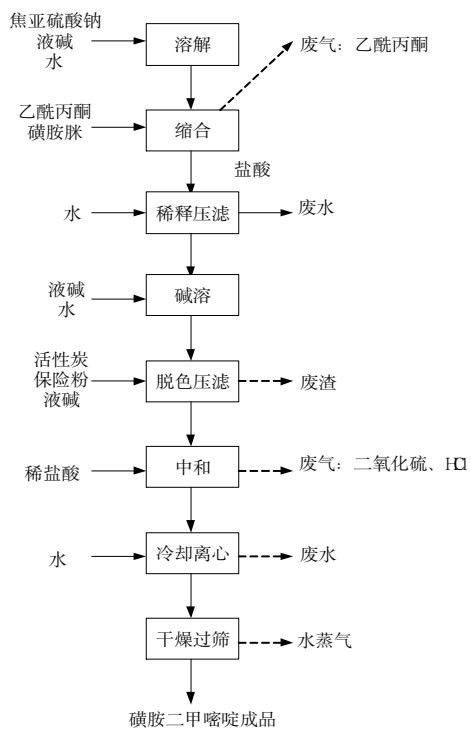 焦亚硫酸钠
液碱
水
溶解
废气：乙酰丙酮
乙酰丙酮
磺胺脒
缩合
盐酸
水
稀释压滤
废水
液碱
水
碱溶
活性炭
保险粉
液碱
脱色压滤
废渣
稀盐酸
中和
废气：二氧化硫、HCl
水
冷却离心
废水
干燥过筛
水蒸气
磺胺二甲嘧啶成品